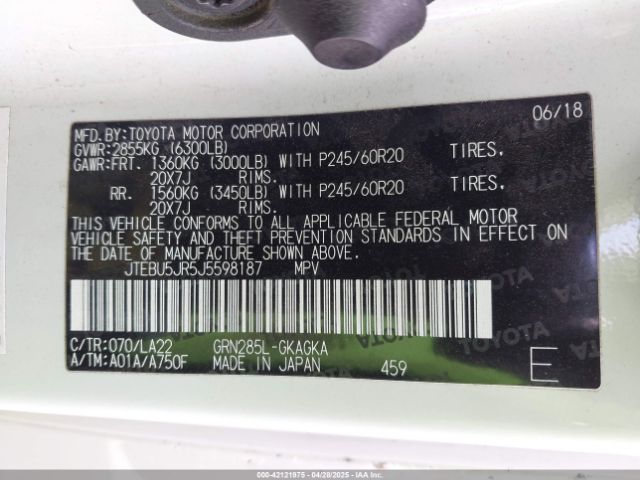 06/18
MFD.BY:TOYOTA MOTOR CORPORATION
GVWR:2855KG (6300LB)
GAWR:FRT. 1360KG (3000LB) WITH P245/60R20 TIRES,
20X7J RIMS,
RR. 1560KG (3450LB) WITH P245/60R20 TIRES,
20X7J RIMS.
THIS VEHICLE CONFORMS TO ALL APPLICABLE FEDERAL MOTOR
VEHICLE SAFETY AND THEFT PREVENTION STANDARDS IN EFFECT ON
THE DATE OF MANUFACTURE SHOWN ABOVE.
JTEBU5JR5J5598187 MPV
C/TR:070/LA22 GRN285L-GKAGKA
A/TM:A01A/A750F MADE IN JAPAN 459 E
000-42121975 04/28/2025 IAAI.COM